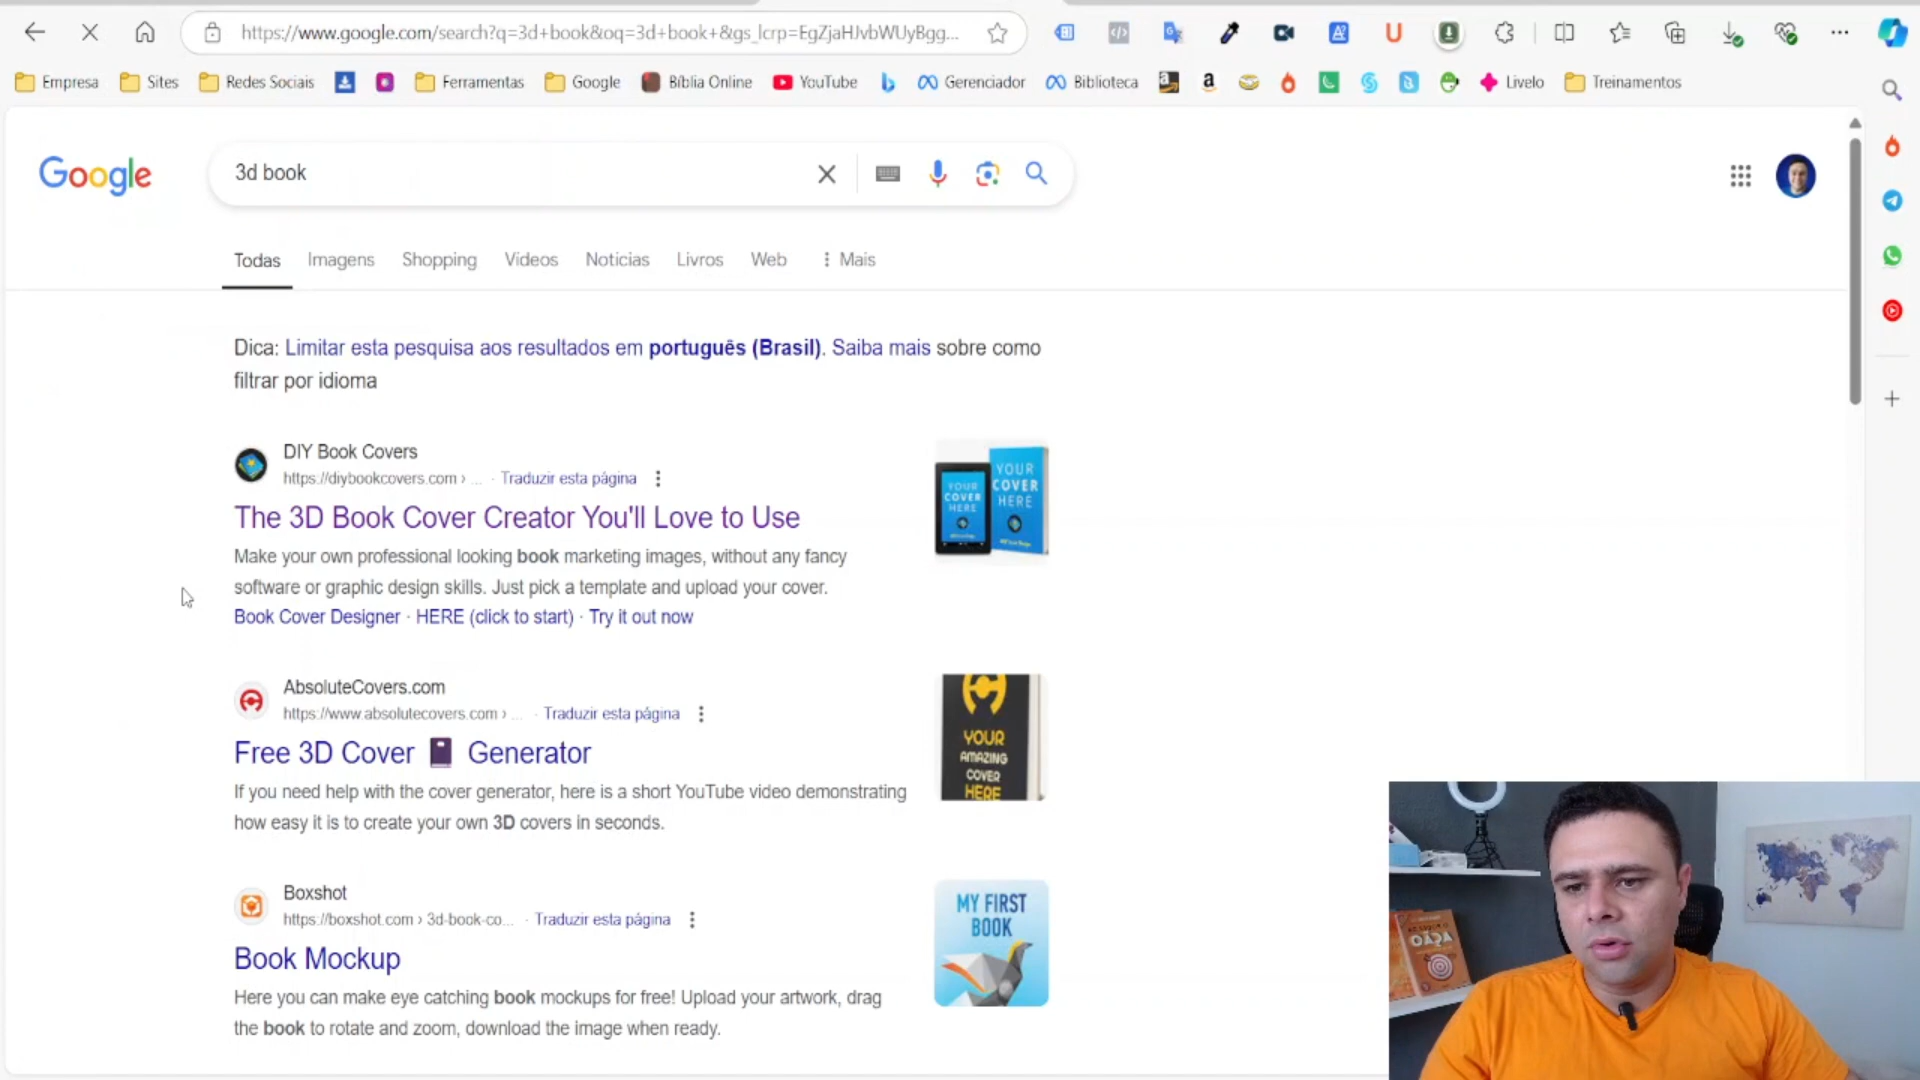 https://www.google.com/search?q=3d+book&oq=3d+book+&gs_lcrp=EgZjaHJvbWUyBgg...
Empresa Sites Redes Sociais Ferramentas Google Bíblia Online YouTube Gerenciador Biblioteca Livelo Treinamentos
Google
3d book
Todas Imagens Shopping Vídeos Notícias Livros Web Mais
Dica: Limitar esta pesquisa aos resultados em português (Brasil). Saiba mais sobre como
filtrar por idioma
DIY Book Covers
https://diybookcovers.com › ... · Traduzir esta página
The 3D Book Cover Creator You'll Love to Use
Make your own professional looking book marketing images, without any fancy
software or graphic design skills. Just pick a template and upload your cover.
Book Cover Designer · HERE (click to start) · Try it out now
YOUR
COVER
HERE
YOUR
COVER
HERE
AbsoluteCovers.com
https://www.absolutecovers.com › ... · Traduzir esta página
Free 3D Cover Generator
If you need help with the cover generator, here is a short YouTube video demonstrating
how easy it is to create your own 3D covers in seconds.
YOUR
AMAZING
COVER
HERE
Boxshot
https://boxshot.com › 3d-book-co... · Traduzir esta página
Book Mockup
Here you can make eye catching book mockups for free! Upload your artwork, drag
the book to rotate and zoom, download the image when ready.
MY FIRST
BOOK